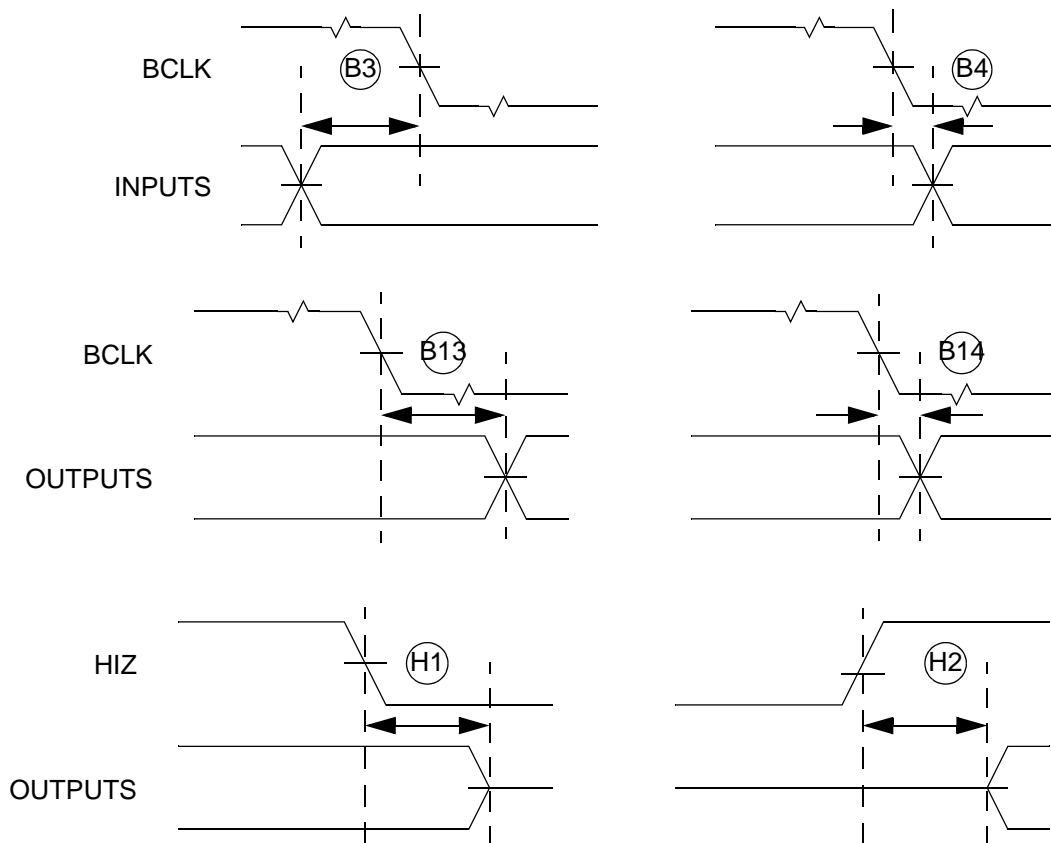 BCLK
B3
B4
INPUTS
BCLK
B13
B14
OUTPUTS
HIZ
H1
H2
OUTPUTS